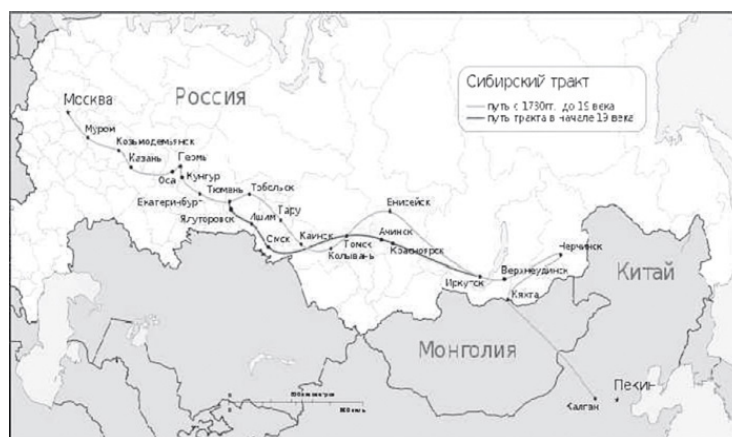 Сибирский тракт
путь с 1730гг. до 19 века
путь тракта в начале 19 века
Москва
Россия
Муром
Козьмодемьянск
Казань
Пермь
Оса
Кунгур
Екатеринбург
Тюмень
Тобольск
Ялуторовск
Ишим
Тару
Омск
Каинск
Колывань
Томск
Енисейск
Ачинск
Красноярск
Иркутск
Верхнеудинск
Нерчинск
Кяхта
Китай
Монголия
Калган
Пекин